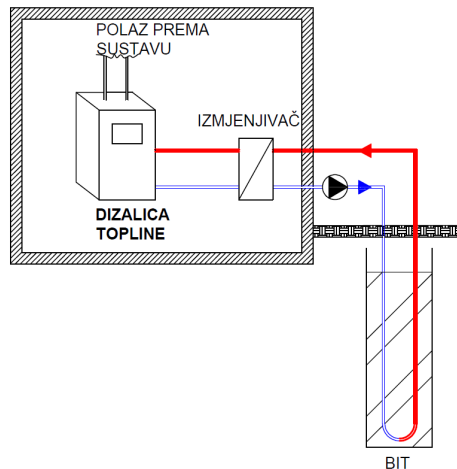 POLAZ PREMA
SUSTAVU
IZMJENJIVAČ
DIZALICA
TOPLINE
BIT